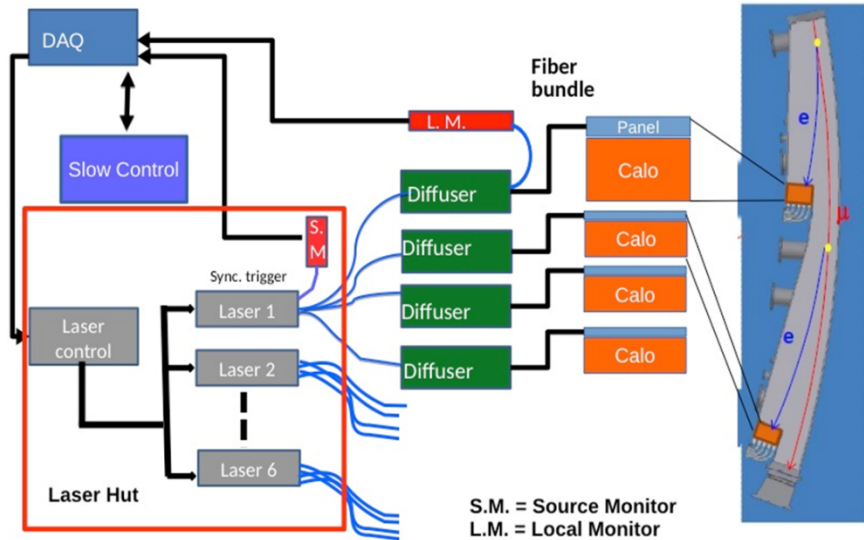 DAQ
Slow Control
Fiber
bundle
L. M.
Panel
Calo
Diffuser
S.
M
Sync. trigger
Diffuser
Calo
Laser 1
Diffuser
Calo
Laser
control
Diffuser
Calo
Laser 2
Laser 6
Laser Hut
S.M. = Source Monitor
L.M. = Local Monitor
e
μ
e